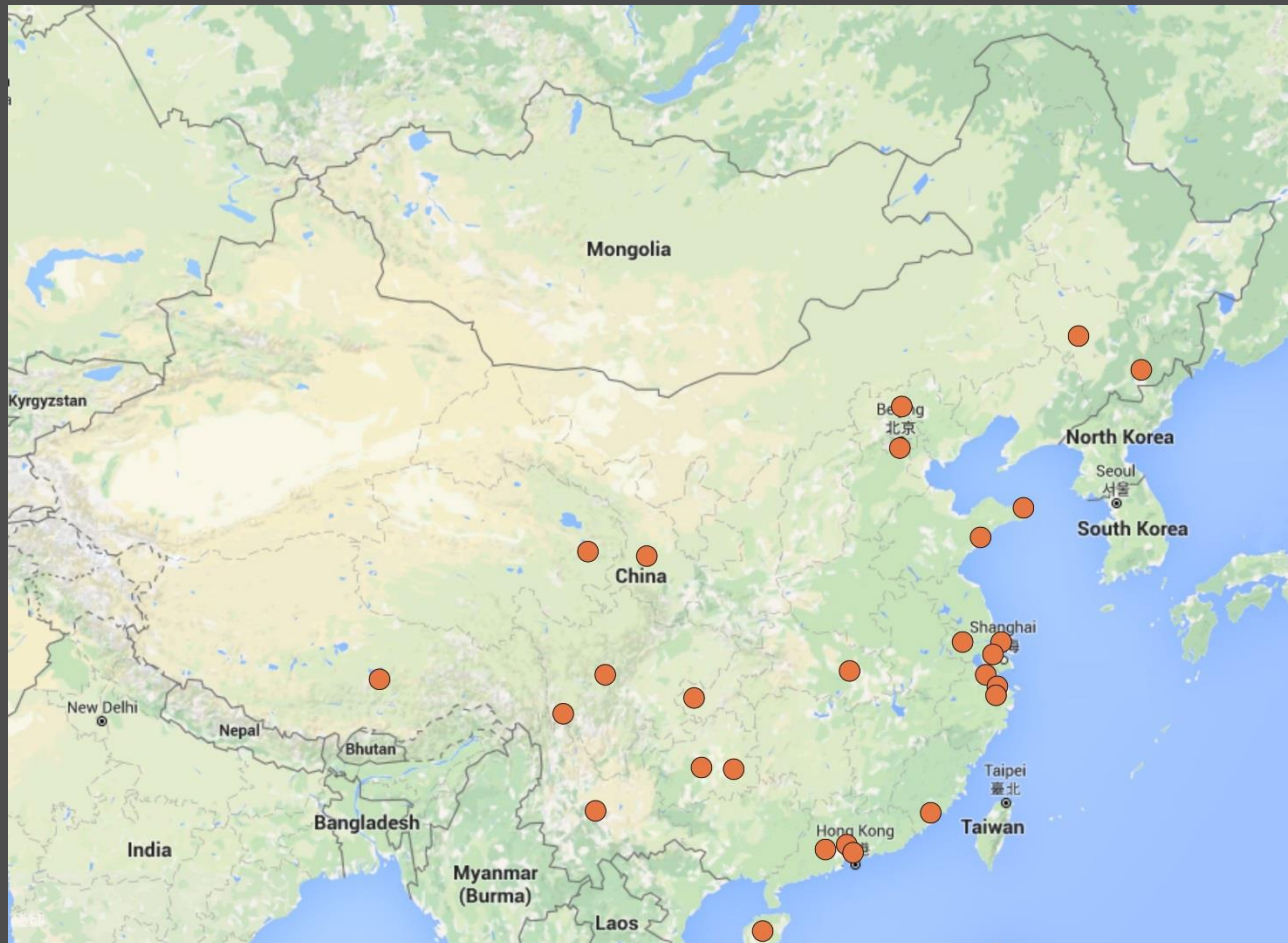 Mongolia
Kyrgyzstan
北京
North Korea
Seoul
서울
South Korea
China
Shanghai
New Delhi
Nepal
Bhutan
Taipei
臺北
Bangladesh
Hong Kong
Taiwan
India
Myanmar
(Burma)
Laos